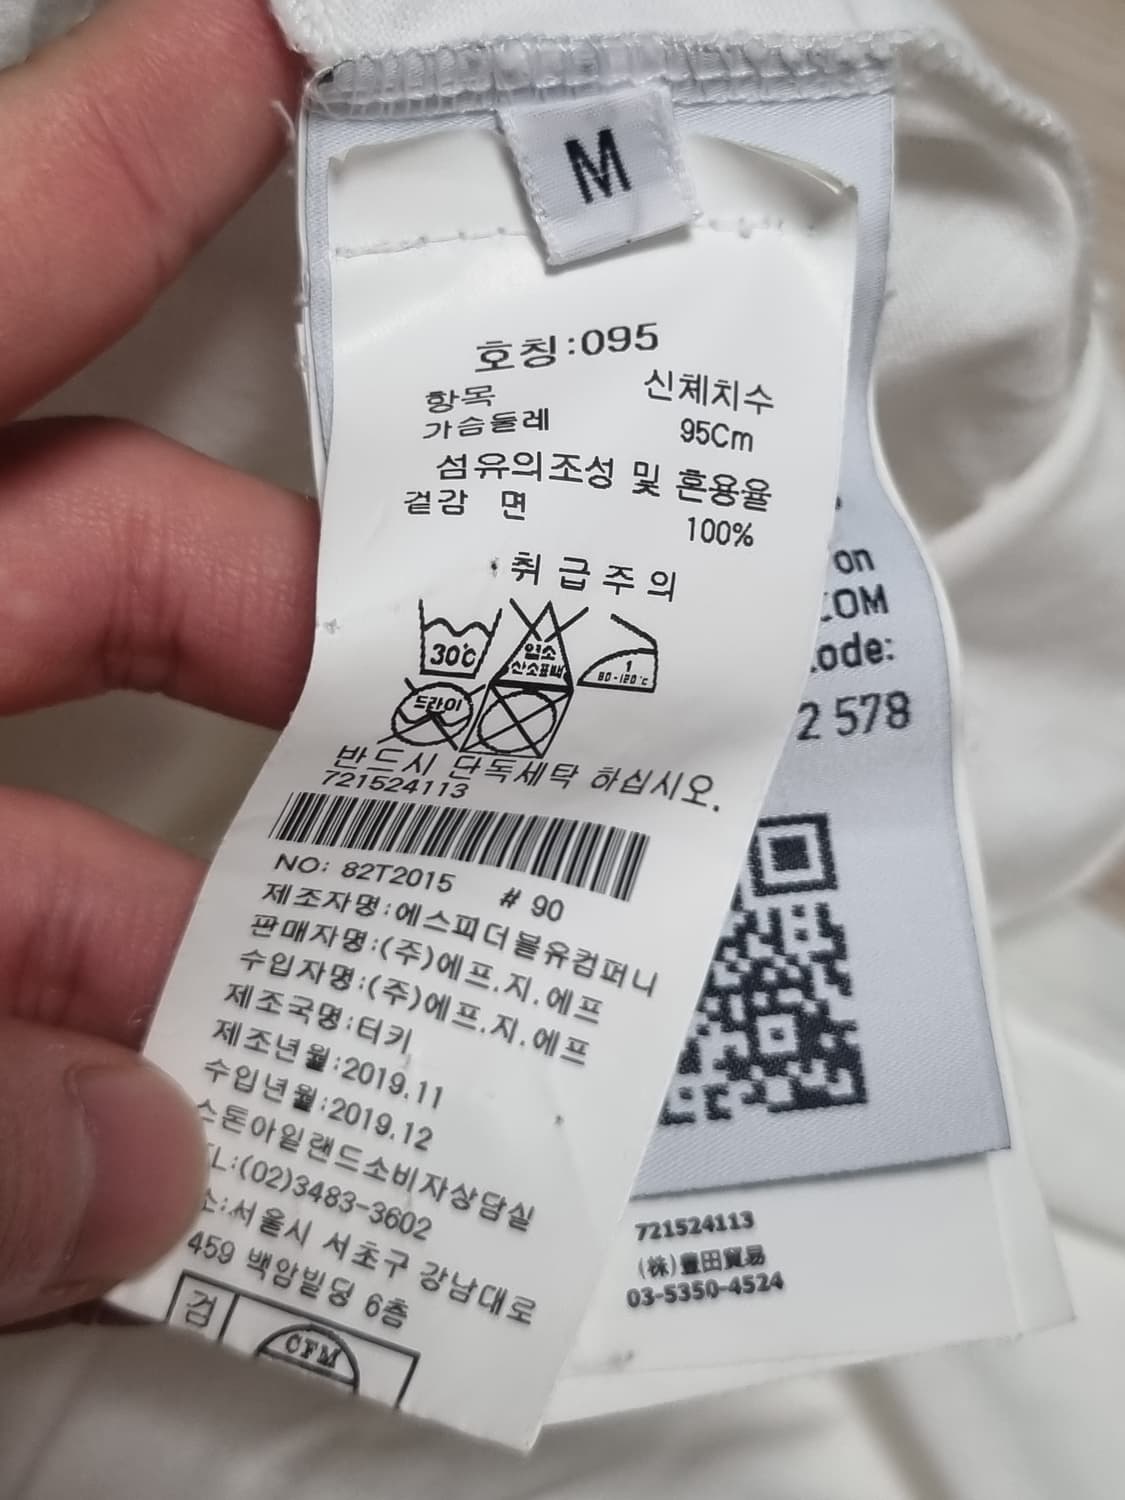 M
호칭:095
항목 신체치수
가슴둘레 95Cm
섬유의조성 및 혼용율
겉감 면 100%
취급주의
30℃
염소
산소표백
1
80-120℃
드라이
반드시 단독세탁 하십시오.
721524113
NO: 82T2015 # 90
제조자명:에스피더블유컴퍼니
판매자명:(주)에프.지.에프
수입자명:(주)에프.지.에프
제조국명:터키
제조년월:2019.11
수입년월:2019.12
스톤아일랜드소비자상담실
L:(02)3483-3602
소:서울시 서초구 강남대로
459 백암빌딩 6층
검
CFM
on
.COM
code:
2 578
721524113
(株)豊田貿易
03-5350-4524